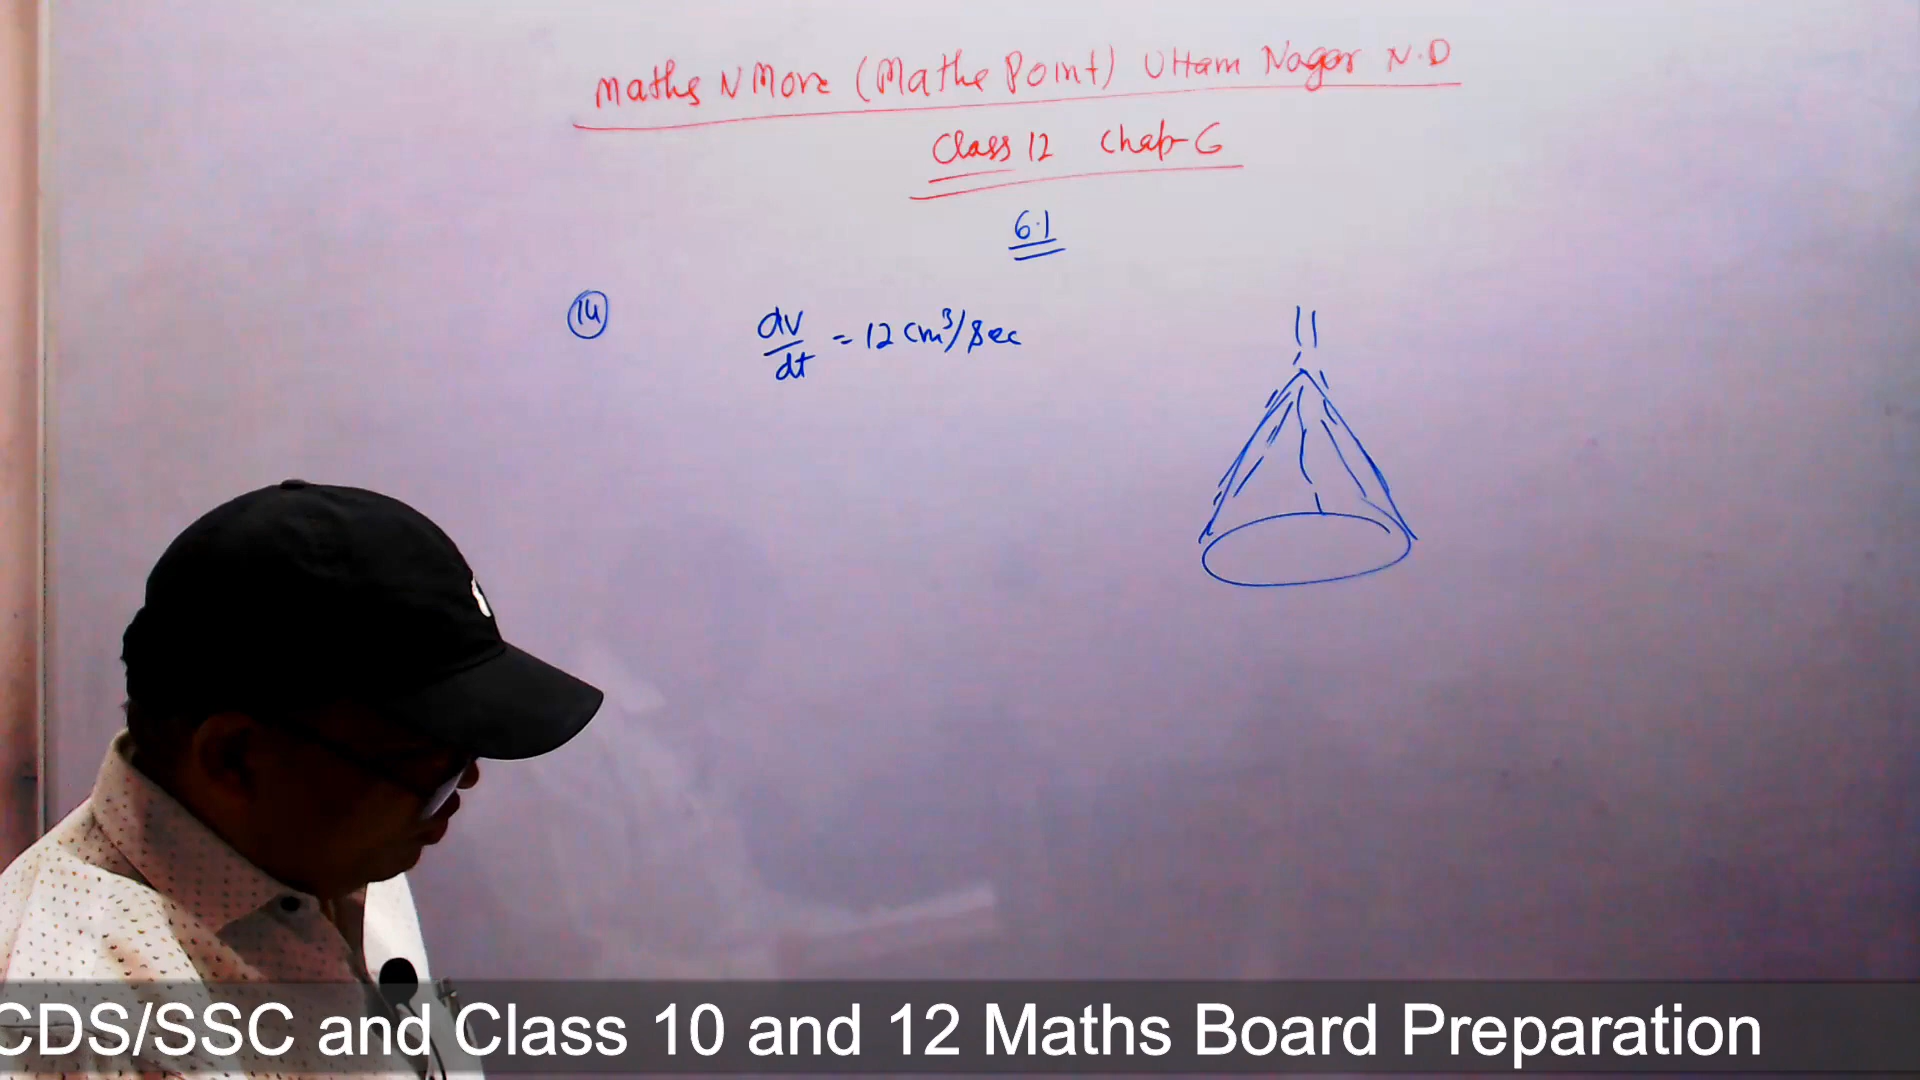 Maths N More (Mathe Point) Uttam Nagar N.D
Class 12 Chap-6
6.1
14
dv/dt = 12 cm³/sec
CDS/SSC and Class 10 and 12 Maths Board Preparation